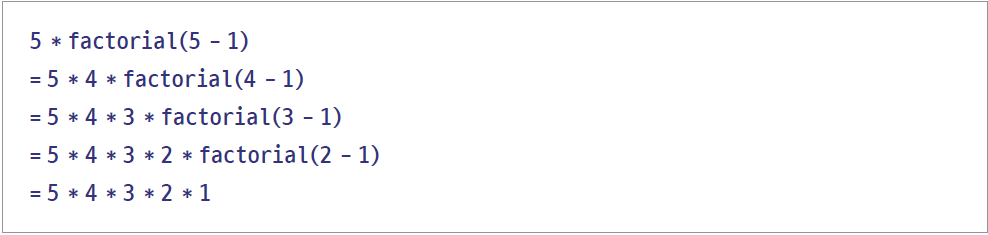 5 * factorial(5 - 1)
= 5 * 4 * factorial(4 - 1)
= 5 * 4 * 3 * factorial(3 - 1)
= 5 * 4 * 3 * 2 * factorial(2 - 1)
= 5 * 4 * 3 * 2 * 1